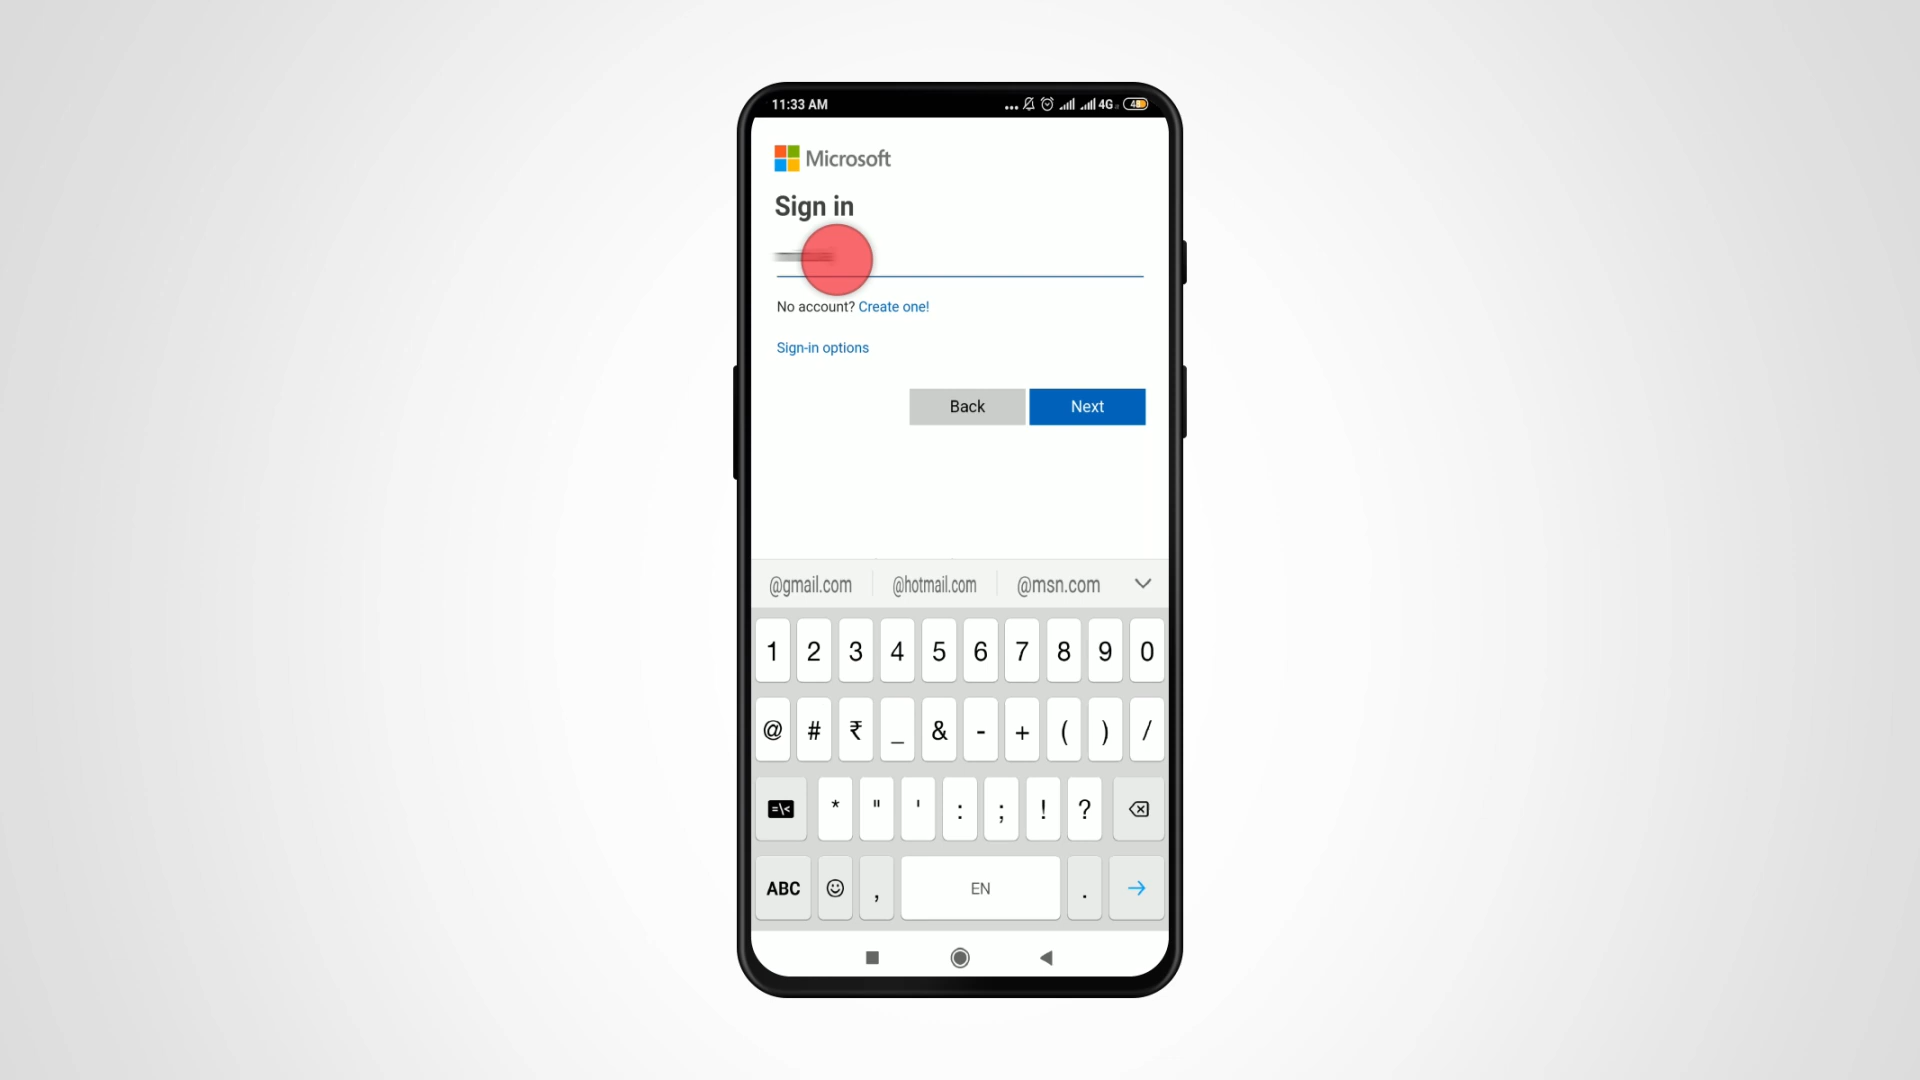 11:33 AM
4G
Microsoft
Sign in
No account? Create one!
Sign-in options
Back Next
@gmail.com @hotmail.com @msn.com
1 2 3 4 5 6 7 8 9 0
@ # ₹ _ & - + ( ) /
=\< * " ' : ; ! ?
ABC , EN .